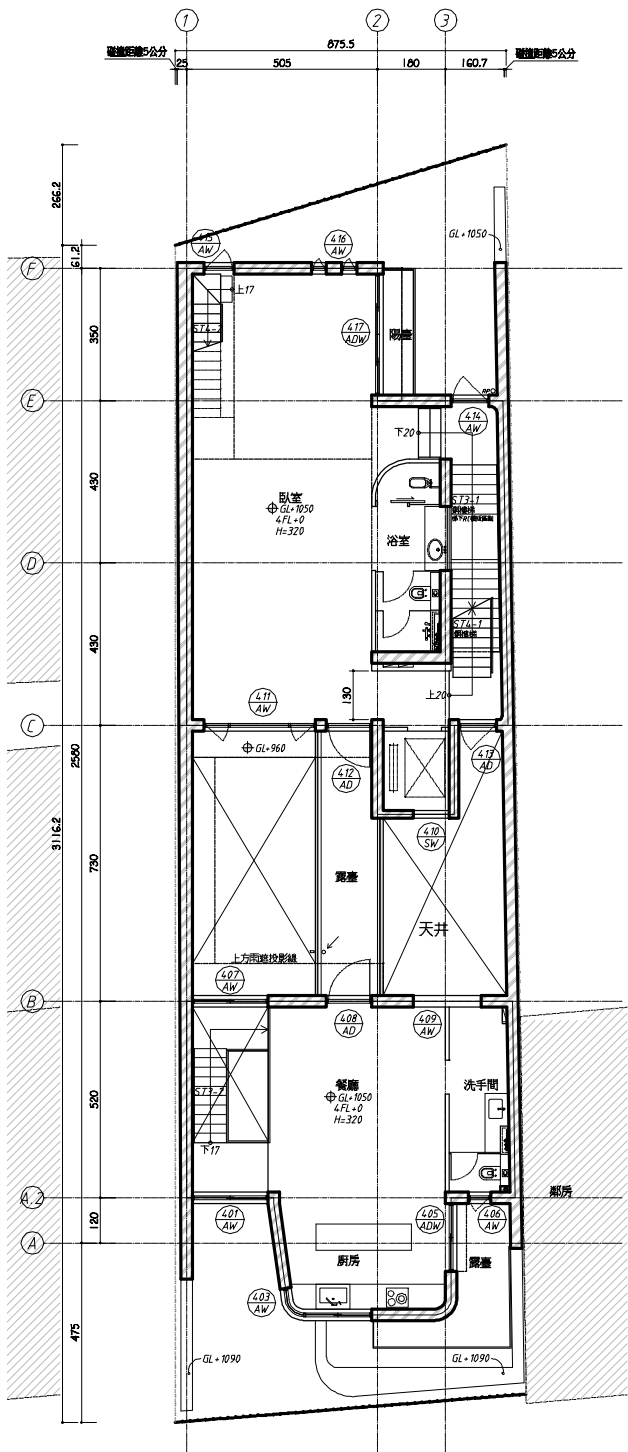 1
2
3
875.5
碰撞距離5公分
碰撞距離5公分
25
505
180
160.7
266.2
61.2
GL+1050
415
AW
416
AW
F
上17
ST4-2
417
ADW
陽臺
350
E
414
AW
下20
430
臥室
GL+1050
4FL+0
H=320
ST3-1
浴室
D
ST4-1
430
130
上20
411
AW
C
GL+960
412
AD
413
AD
2580
3116.2
410
SW
730
露臺
天井
上方雨遮投影線
407
AW
B
408
AD
409
AW
餐廳
GL+1050
4FL+0
H=320
洗手間
520
下17
A.2
鄰房
401
AW
405
ADW
406
AW
120
A
廚房
露臺
403
AW
475
GL+1090
GL+1090